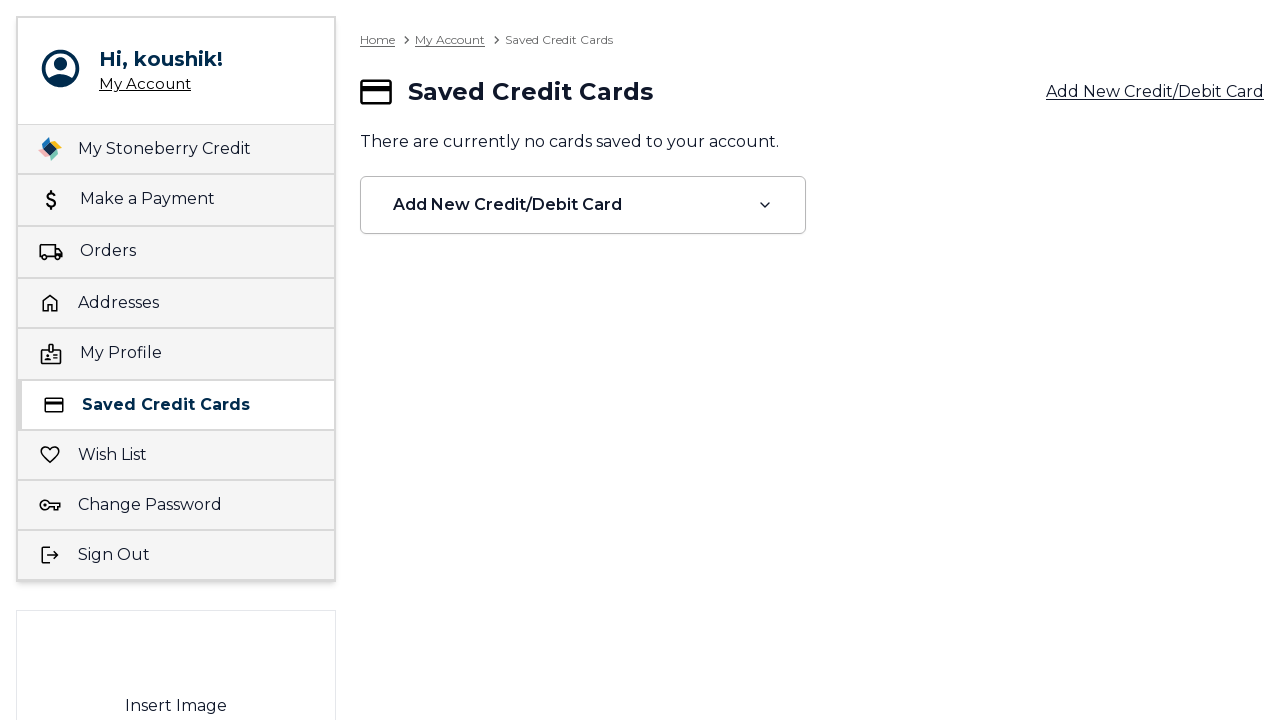 Hi, koushik!
My Account
My Stoneberry Credit
Make a Payment
Orders
Addresses
My Profile
Saved Credit Cards
Wish List
Change Password
Sign Out
Insert Image
Home > My Account > Saved Credit Cards
Saved Credit Cards
Add New Credit/Debit Card
There are currently no cards saved to your account.
Add New Credit/Debit Card